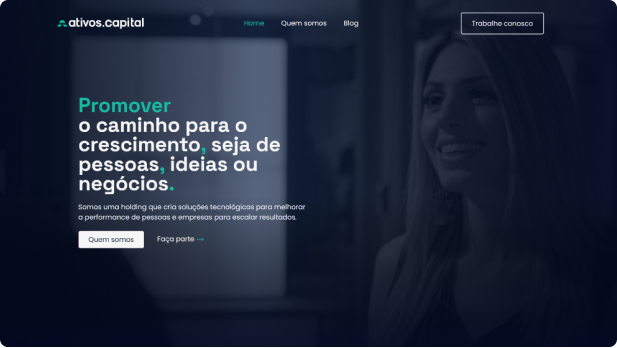 ativos.capital
Home
Quem somos
Blog
Trabalhe conosco
Promover
o caminho para o
crescimento, seja de
pessoas, ideias ou
negócios.
Somos uma holding que cria soluções tecnológicas para melhorar
a performance de pessoas e empresas para escalar resultados.
Quem somos
Faça parte →